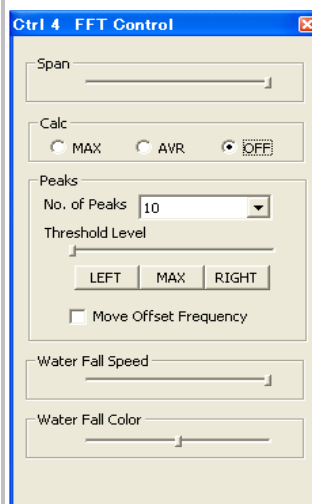 Ctrl 4 FFT Control
Span
Calc
MAX AVR OFF
Peaks
No. of Peaks 10
Threshold Level
LEFT MAX RIGHT
Move Offset Frequency
Water Fall Speed
Water Fall Color